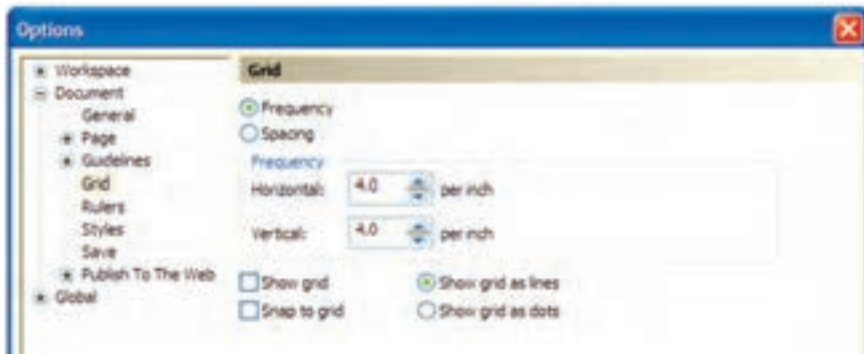 Options
Workspace
Document
General
Page
Guidelines
Grid
Rulers
Styles
Save
Publish To The Web
Global
Grid
Frequency
Spacing
Frequency
Horizontal: 4.0 per inch
Vertical: 4.0 per inch
Show grid Show grid as lines
Snap to grid Show grid as dots